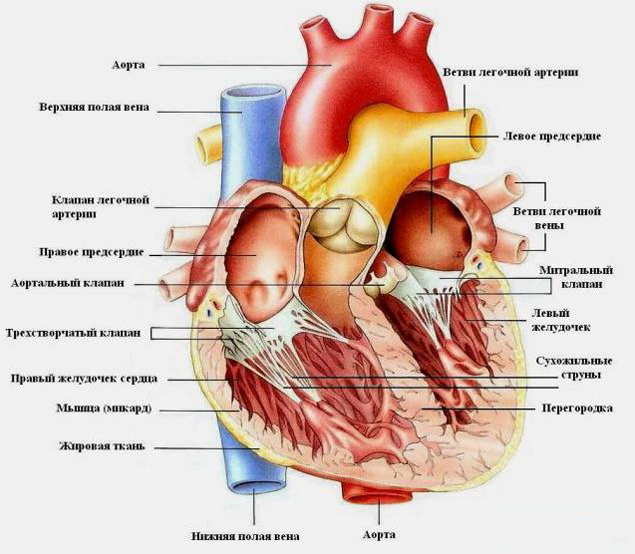 Аорта
Ветви легочной артерии
Верхняя полая вена
Левое предсердие
Клапан легочной
артерии
Ветви легочной
вены
Правое предсердие
Аортальный клапан
Митральный
клапан
Левый
желудочек
Трехстворчатый клапан
Сухожильные
струны
Правый желудочек сердца
Мышца (микард)
Перегородка
Жировая ткань
Нижняя полая вена
Аорта